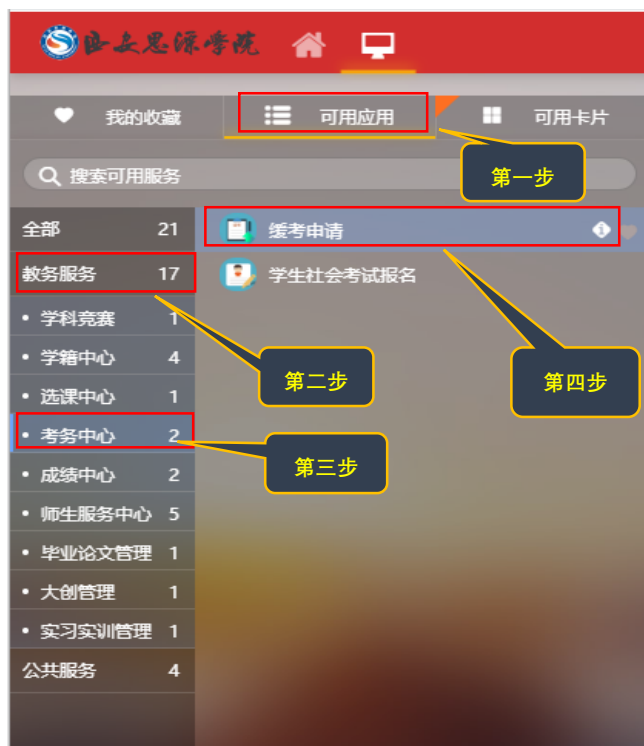 西安思源学院
我的收藏
可用应用
可用卡片
搜索可用服务
第一步
全部 21
缓考申请
教务服务 17
学生社会考试报名
• 学科竞赛 1
• 学籍中心 4
第二步
第四步
• 选课中心 1
• 考务中心 2
第三步
• 成绩中心 2
• 师生服务中心 5
• 毕业论文管理 1
• 大创管理 1
• 实习实训管理 1
公共服务 4